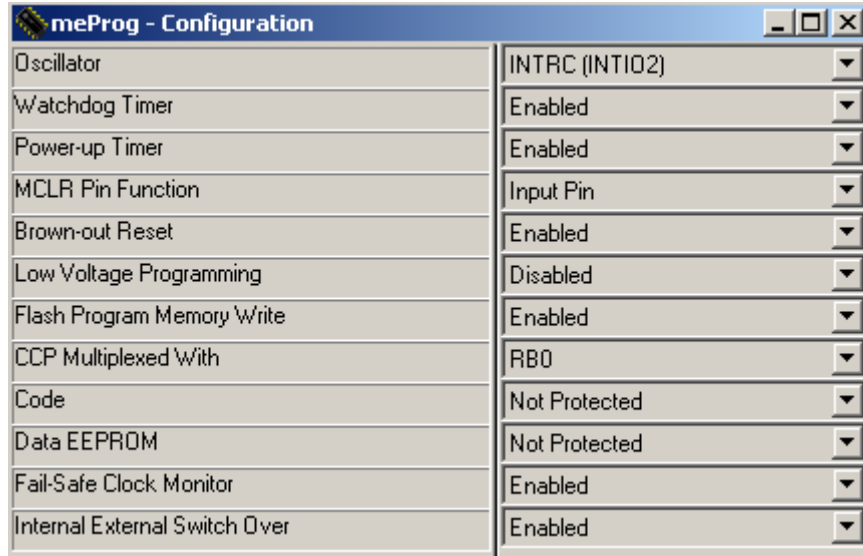 meProg - Configuration
Oscillator INTRC (INTIO2)
Watchdog Timer Enabled
Power-up Timer Enabled
MCLR Pin Function Input Pin
Brown-out Reset Enabled
Low Voltage Programming Disabled
Flash Program Memory Write Enabled
CCP Multiplexed With RB0
Code Not Protected
Data EEPROM Not Protected
Fail-Safe Clock Monitor Enabled
Internal External Switch Over Enabled